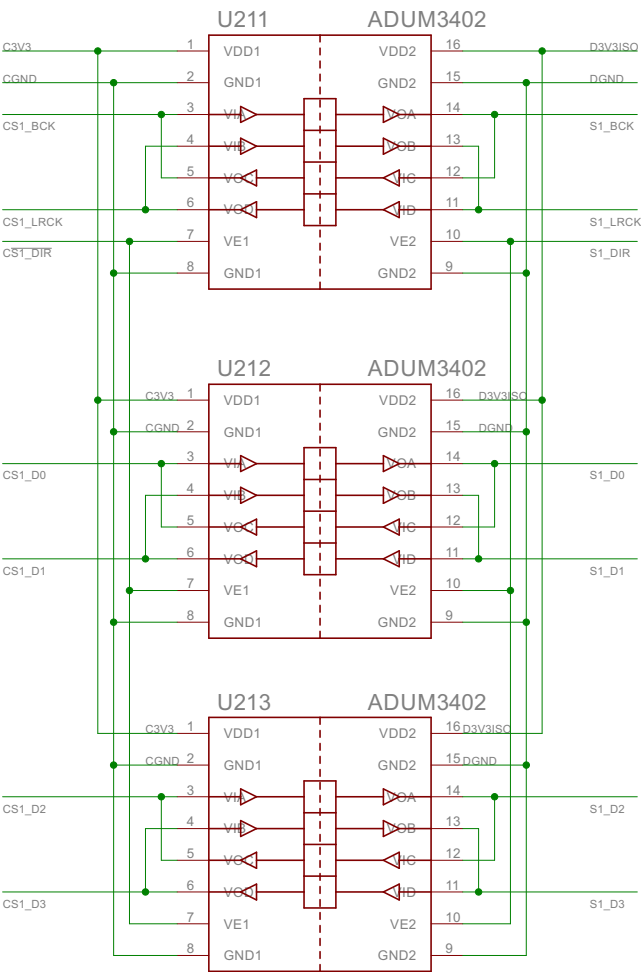 U211 ADUM3402
C3V3 1 VDD1 VDD2 16 D3V3ISO
CGND 2 GND1 GND2 15 DGND
3 VIA VOA 14
CS1_BCK S1_BCK
4 VIB VOB 13
5 VOC VIC 12
6 VOD VID 11
CS1_LRCK S1_LRCK
7 VE1 VE2 10
CS1_DIR S1_DIR
8 GND1 GND2 9
U212 ADUM3402
C3V3 1 VDD1 VDD2 16 D3V3ISO
CGND 2 GND1 GND2 15 DGND
3 VIA VOA 14
CS1_D0 S1_D0
4 VIB VOB 13
5 VOC VIC 12
6 VOD VID 11
CS1_D1 S1_D1
7 VE1 VE2 10
8 GND1 GND2 9
U213 ADUM3402
C3V3 1 VDD1 VDD2 16 D3V3ISO
CGND 2 GND1 GND2 15 DGND
3 VIA VOA 14
CS1_D2 S1_D2
4 VIB VOB 13
5 VOC VIC 12
6 VOD VID 11
CS1_D3 S1_D3
7 VE1 VE2 10
8 GND1 GND2 9